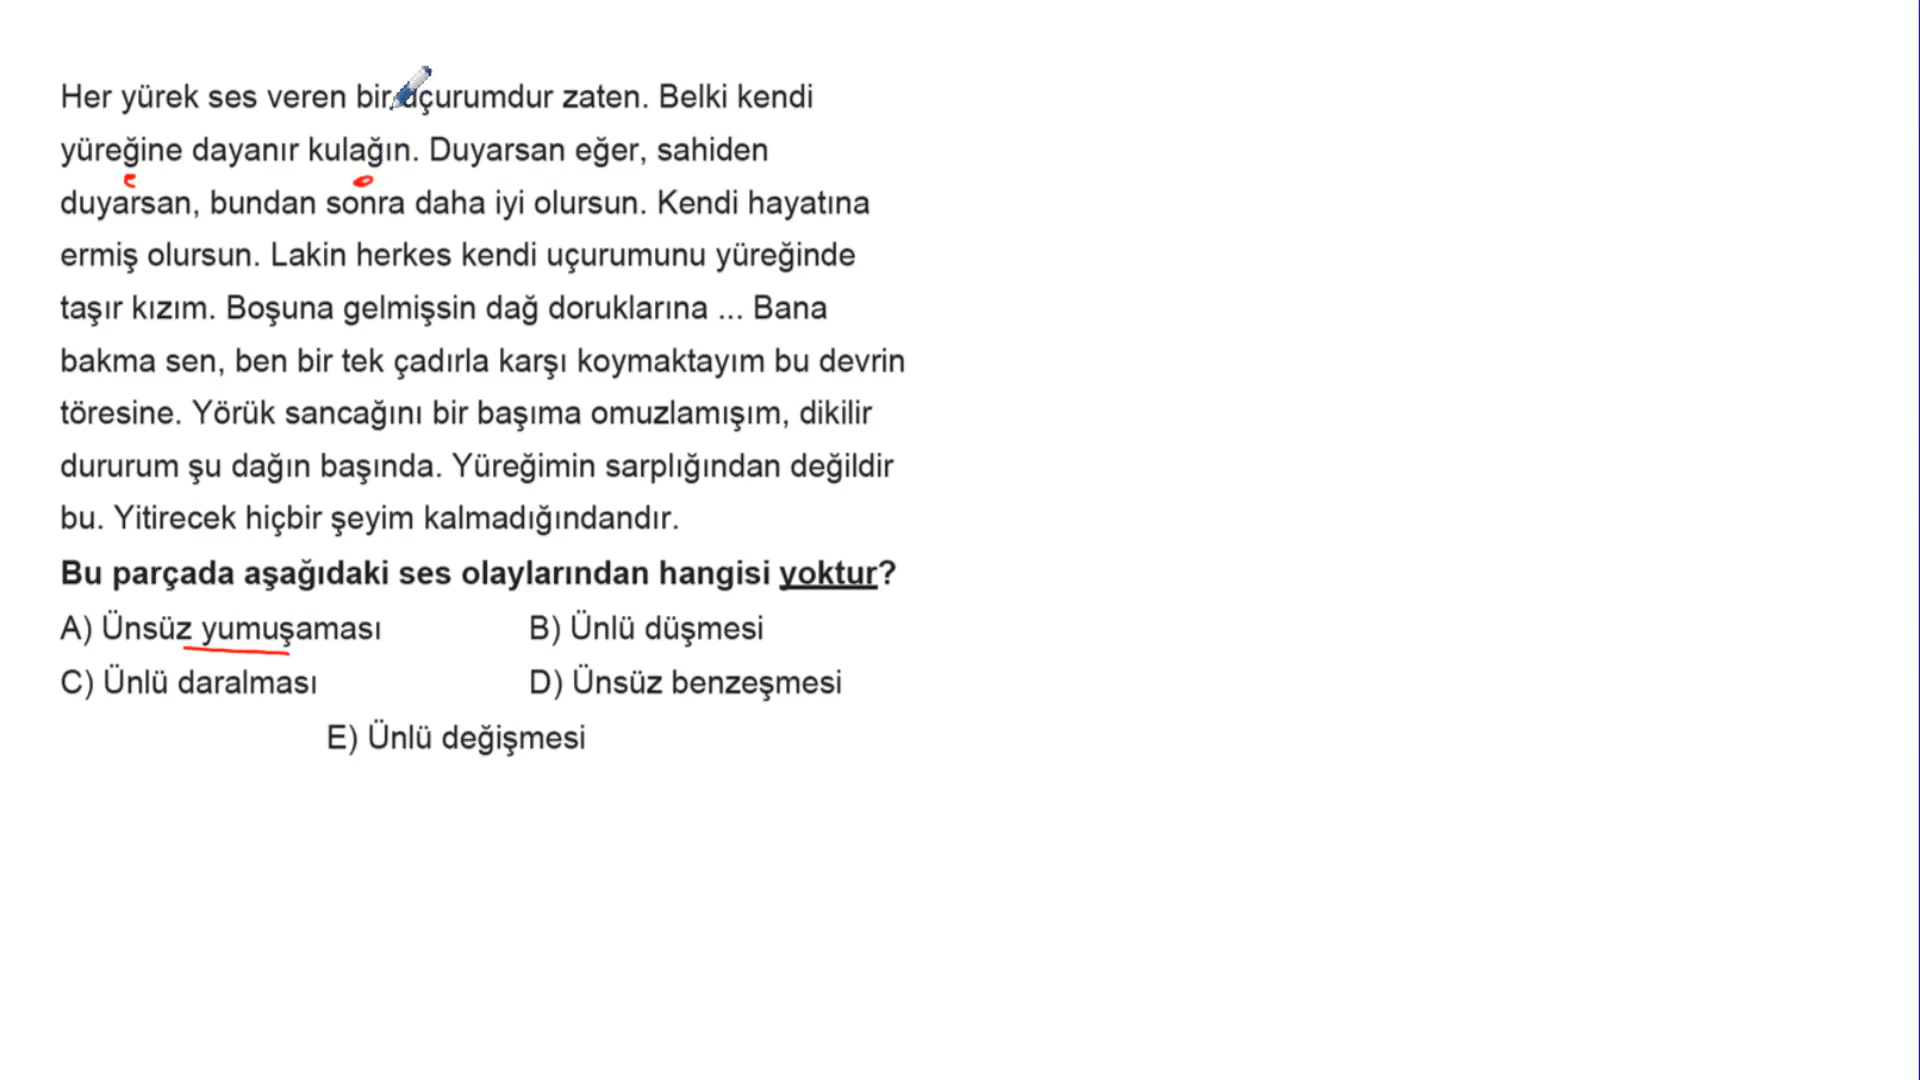 Her yürek ses veren bir uçurumdur zaten. Belki kendi
yüreğine dayanır kulağın. Duyarsan eğer, sahiden
duyarsan, bundan sonra daha iyi olursun. Kendi hayatına
ermiş olursun. Lakin herkes kendi uçurumunu yüreğinde
taşır kızım. Boşuna gelmişsin dağ doruklarına ... Bana
bakma sen, ben bir tek çadırla karşı koymaktayım bu devrin
töresine. Yörük sancağını bir başıma omuzlamışım, dikilir
dururum şu dağın başında. Yüreğimin sarplığından değildir
bu. Yitirecek hiçbir şeyim kalmadığındandır.
Bu parçada aşağıdaki ses olaylarından hangisi yoktur?
A) Ünsüz yumuşaması B) Ünlü düşmesi
C) Ünlü daralması D) Ünsüz benzeşmesi
E) Ünlü değişmesi